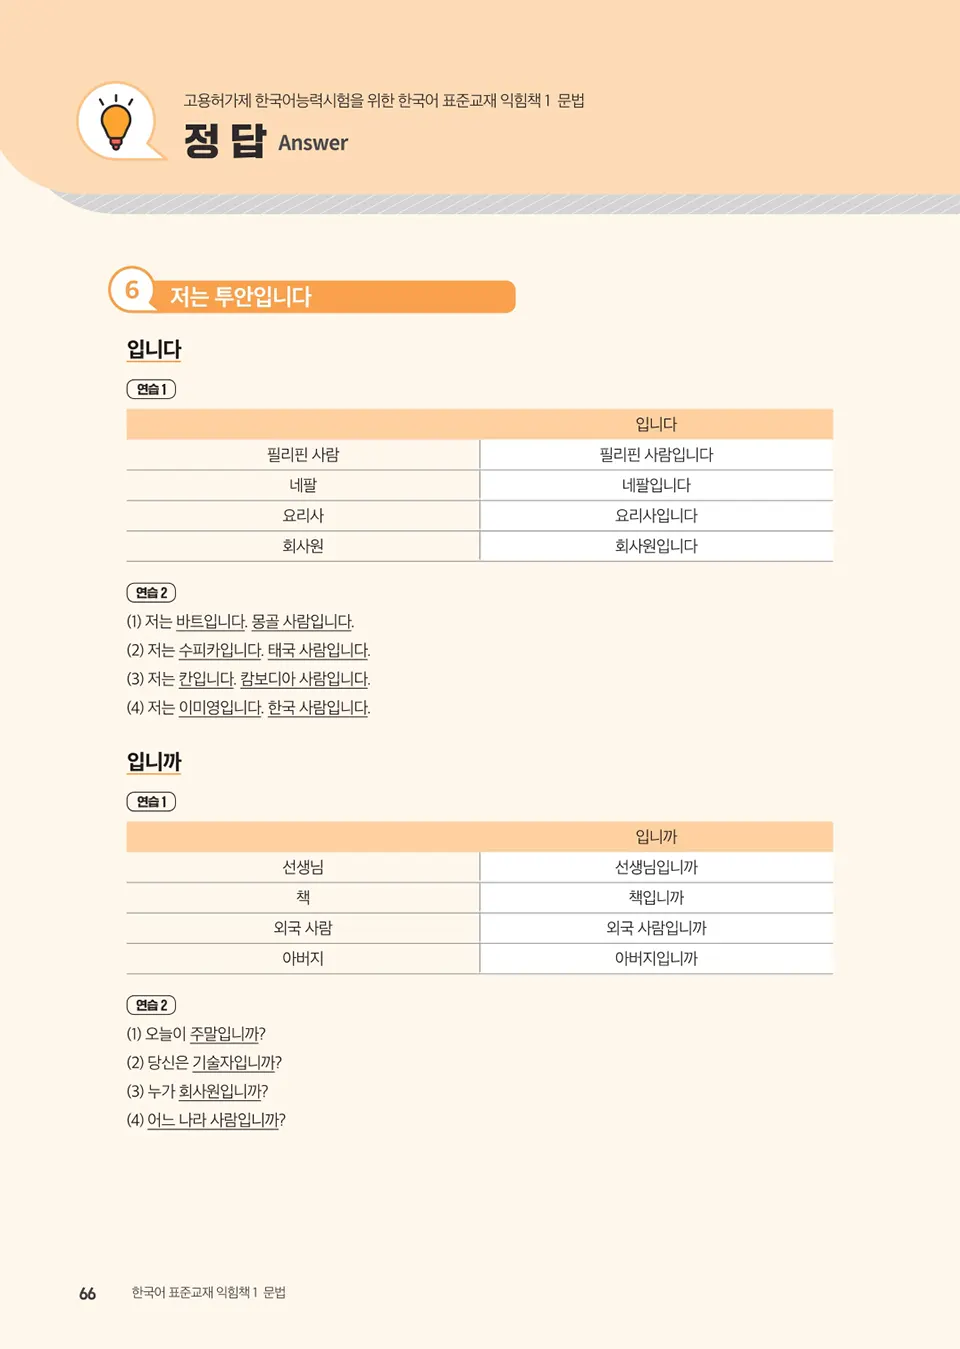 고용허가제 한국어능력시험을 위한 한국어 표준교재 익힘책 1 문법
정답 Answer
6 저는 투안입니다
입니다
연습 1
입니다
필리핀 사람 필리핀 사람입니다
네팔 네팔입니다
요리사 요리사입니다
회사원 회사원입니다
연습 2
(1) 저는 바트입니다. 몽골 사람입니다.
(2) 저는 수피카입니다. 태국 사람입니다.
(3) 저는 칸입니다. 캄보디아 사람입니다.
(4) 저는 이미영입니다. 한국 사람입니다.
입니까
연습 1
입니까
선생님 선생님입니까
책 책입니까
외국 사람 외국 사람입니까
아버지 아버지입니까
연습 2
(1) 오늘이 주말입니까?
(2) 당신은 기술자입니까?
(3) 누가 회사원입니까?
(4) 어느 나라 사람입니까?
66 한국어 표준교재 익힘책 1 문법